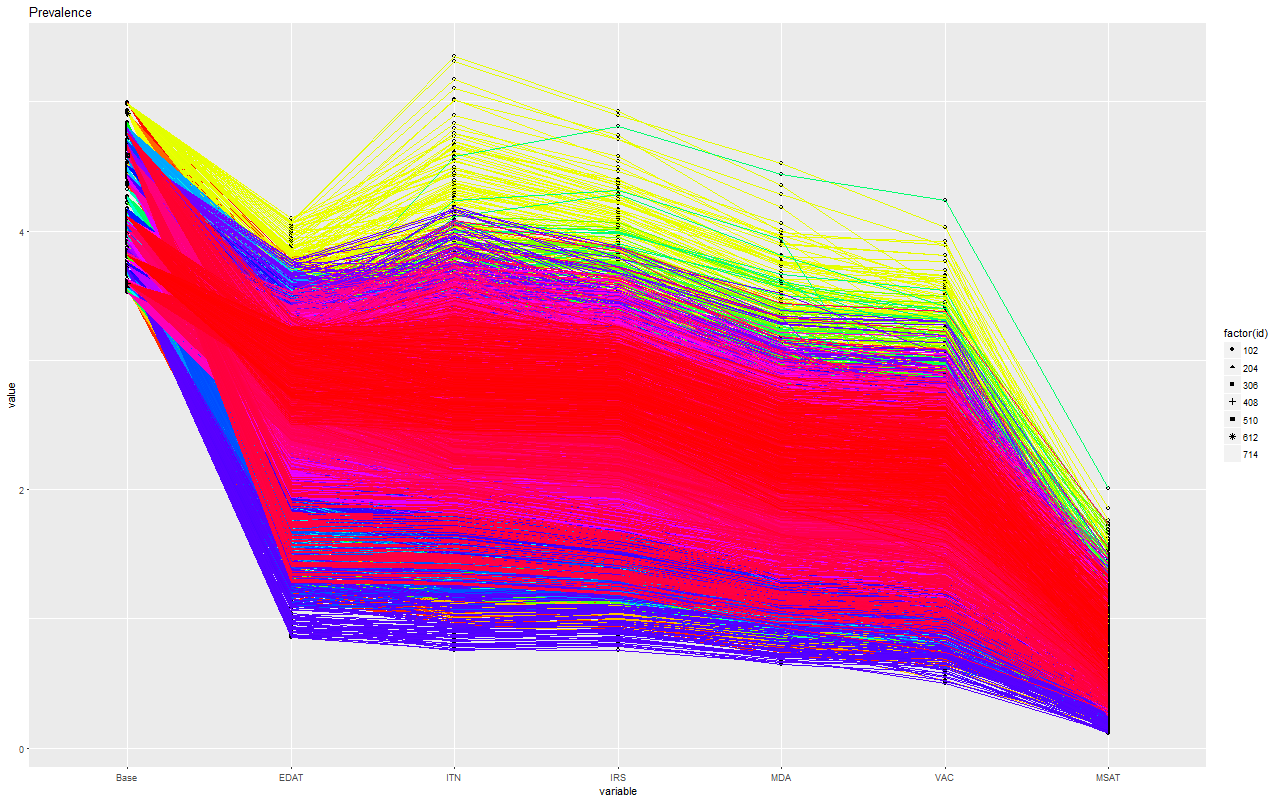 Prevalence
value
4
2
0
Base EDAT ITN IRS MDA VAC MSAT
variable
factor(id)
102
204
306
408
510
612
714